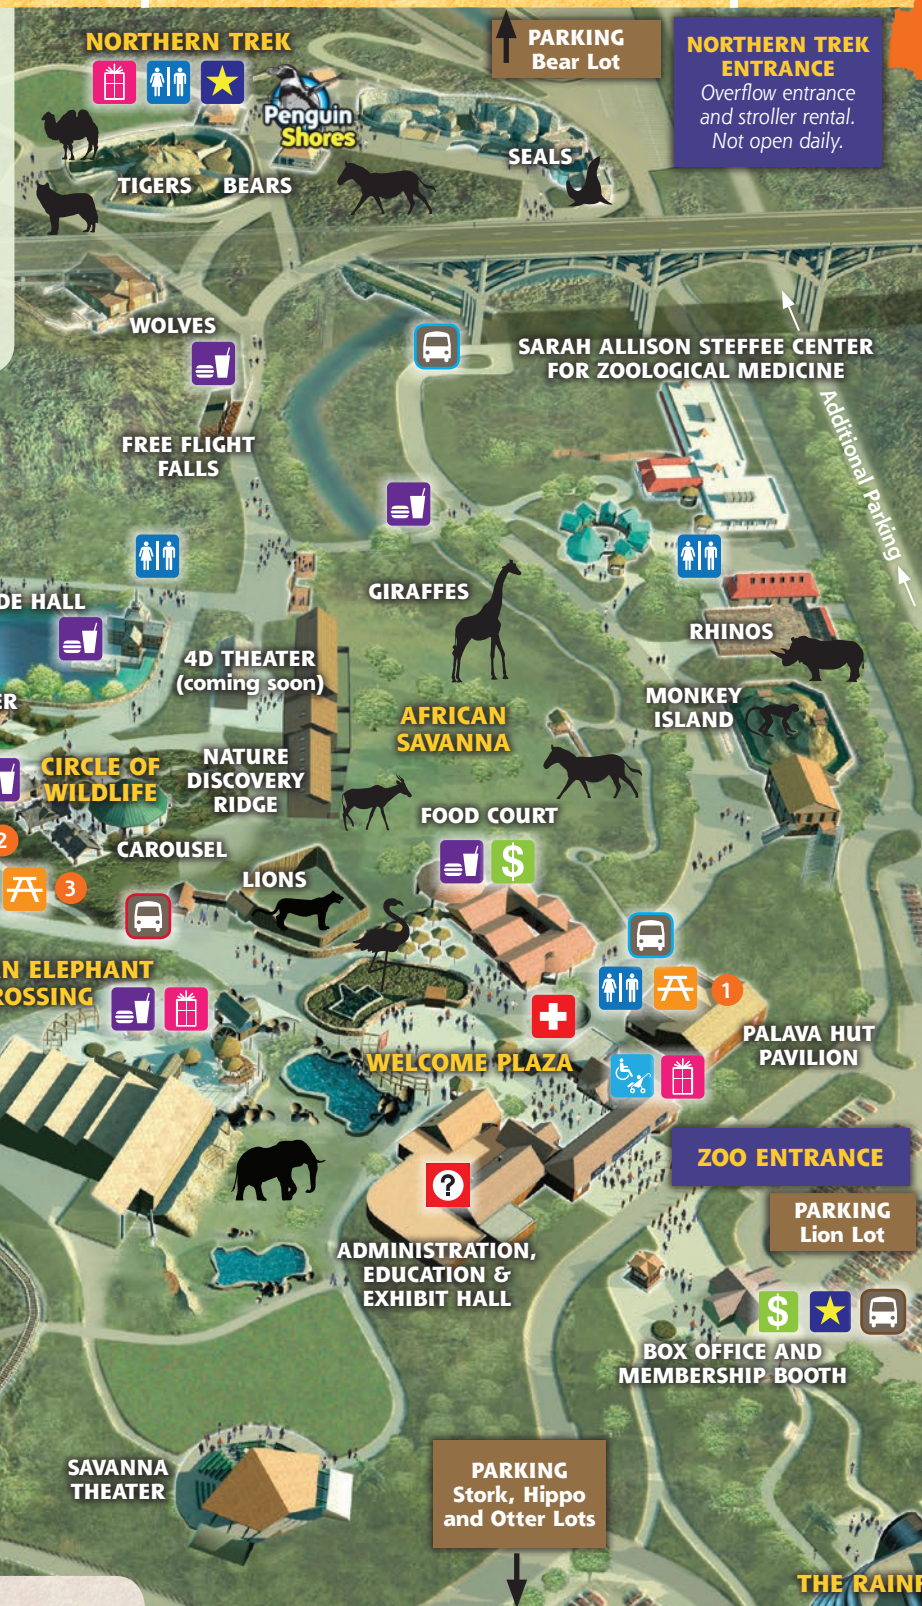 NORTHERN TREK
PARKING
Bear Lot
NORTHERN TREK
ENTRANCE
Overflow entrance
and stroller rental.
Not open daily.
Penguin
Shores
SEALS
TIGERS
BEARS
WOLVES
SARAH ALLISON STEFFEE CENTER
FOR ZOOLOGICAL MEDICINE
Additional Parking
FREE FLIGHT
FALLS
GIRAFFES
DE HALL
RHINOS
4D THEATER
(coming soon)
ER
MONKEY
ISLAND
AFRICAN
SAVANNA
CIRCLE OF
WILDLIFE
NATURE
DISCOVERY
RIDGE
FOOD COURT
$
2
CAROUSEL
3
LIONS
N ELEPHANT
ROSSING
1
PALAVA HUT
PAVILION
WELCOME PLAZA
ZOO ENTRANCE
?
PARKING
Lion Lot
ADMINISTRATION,
EDUCATION &
EXHIBIT HALL
$
BOX OFFICE AND
MEMBERSHIP BOOTH
SAVANNA
THEATER
PARKING
Stork, Hippo
and Otter Lots
THE RAINF